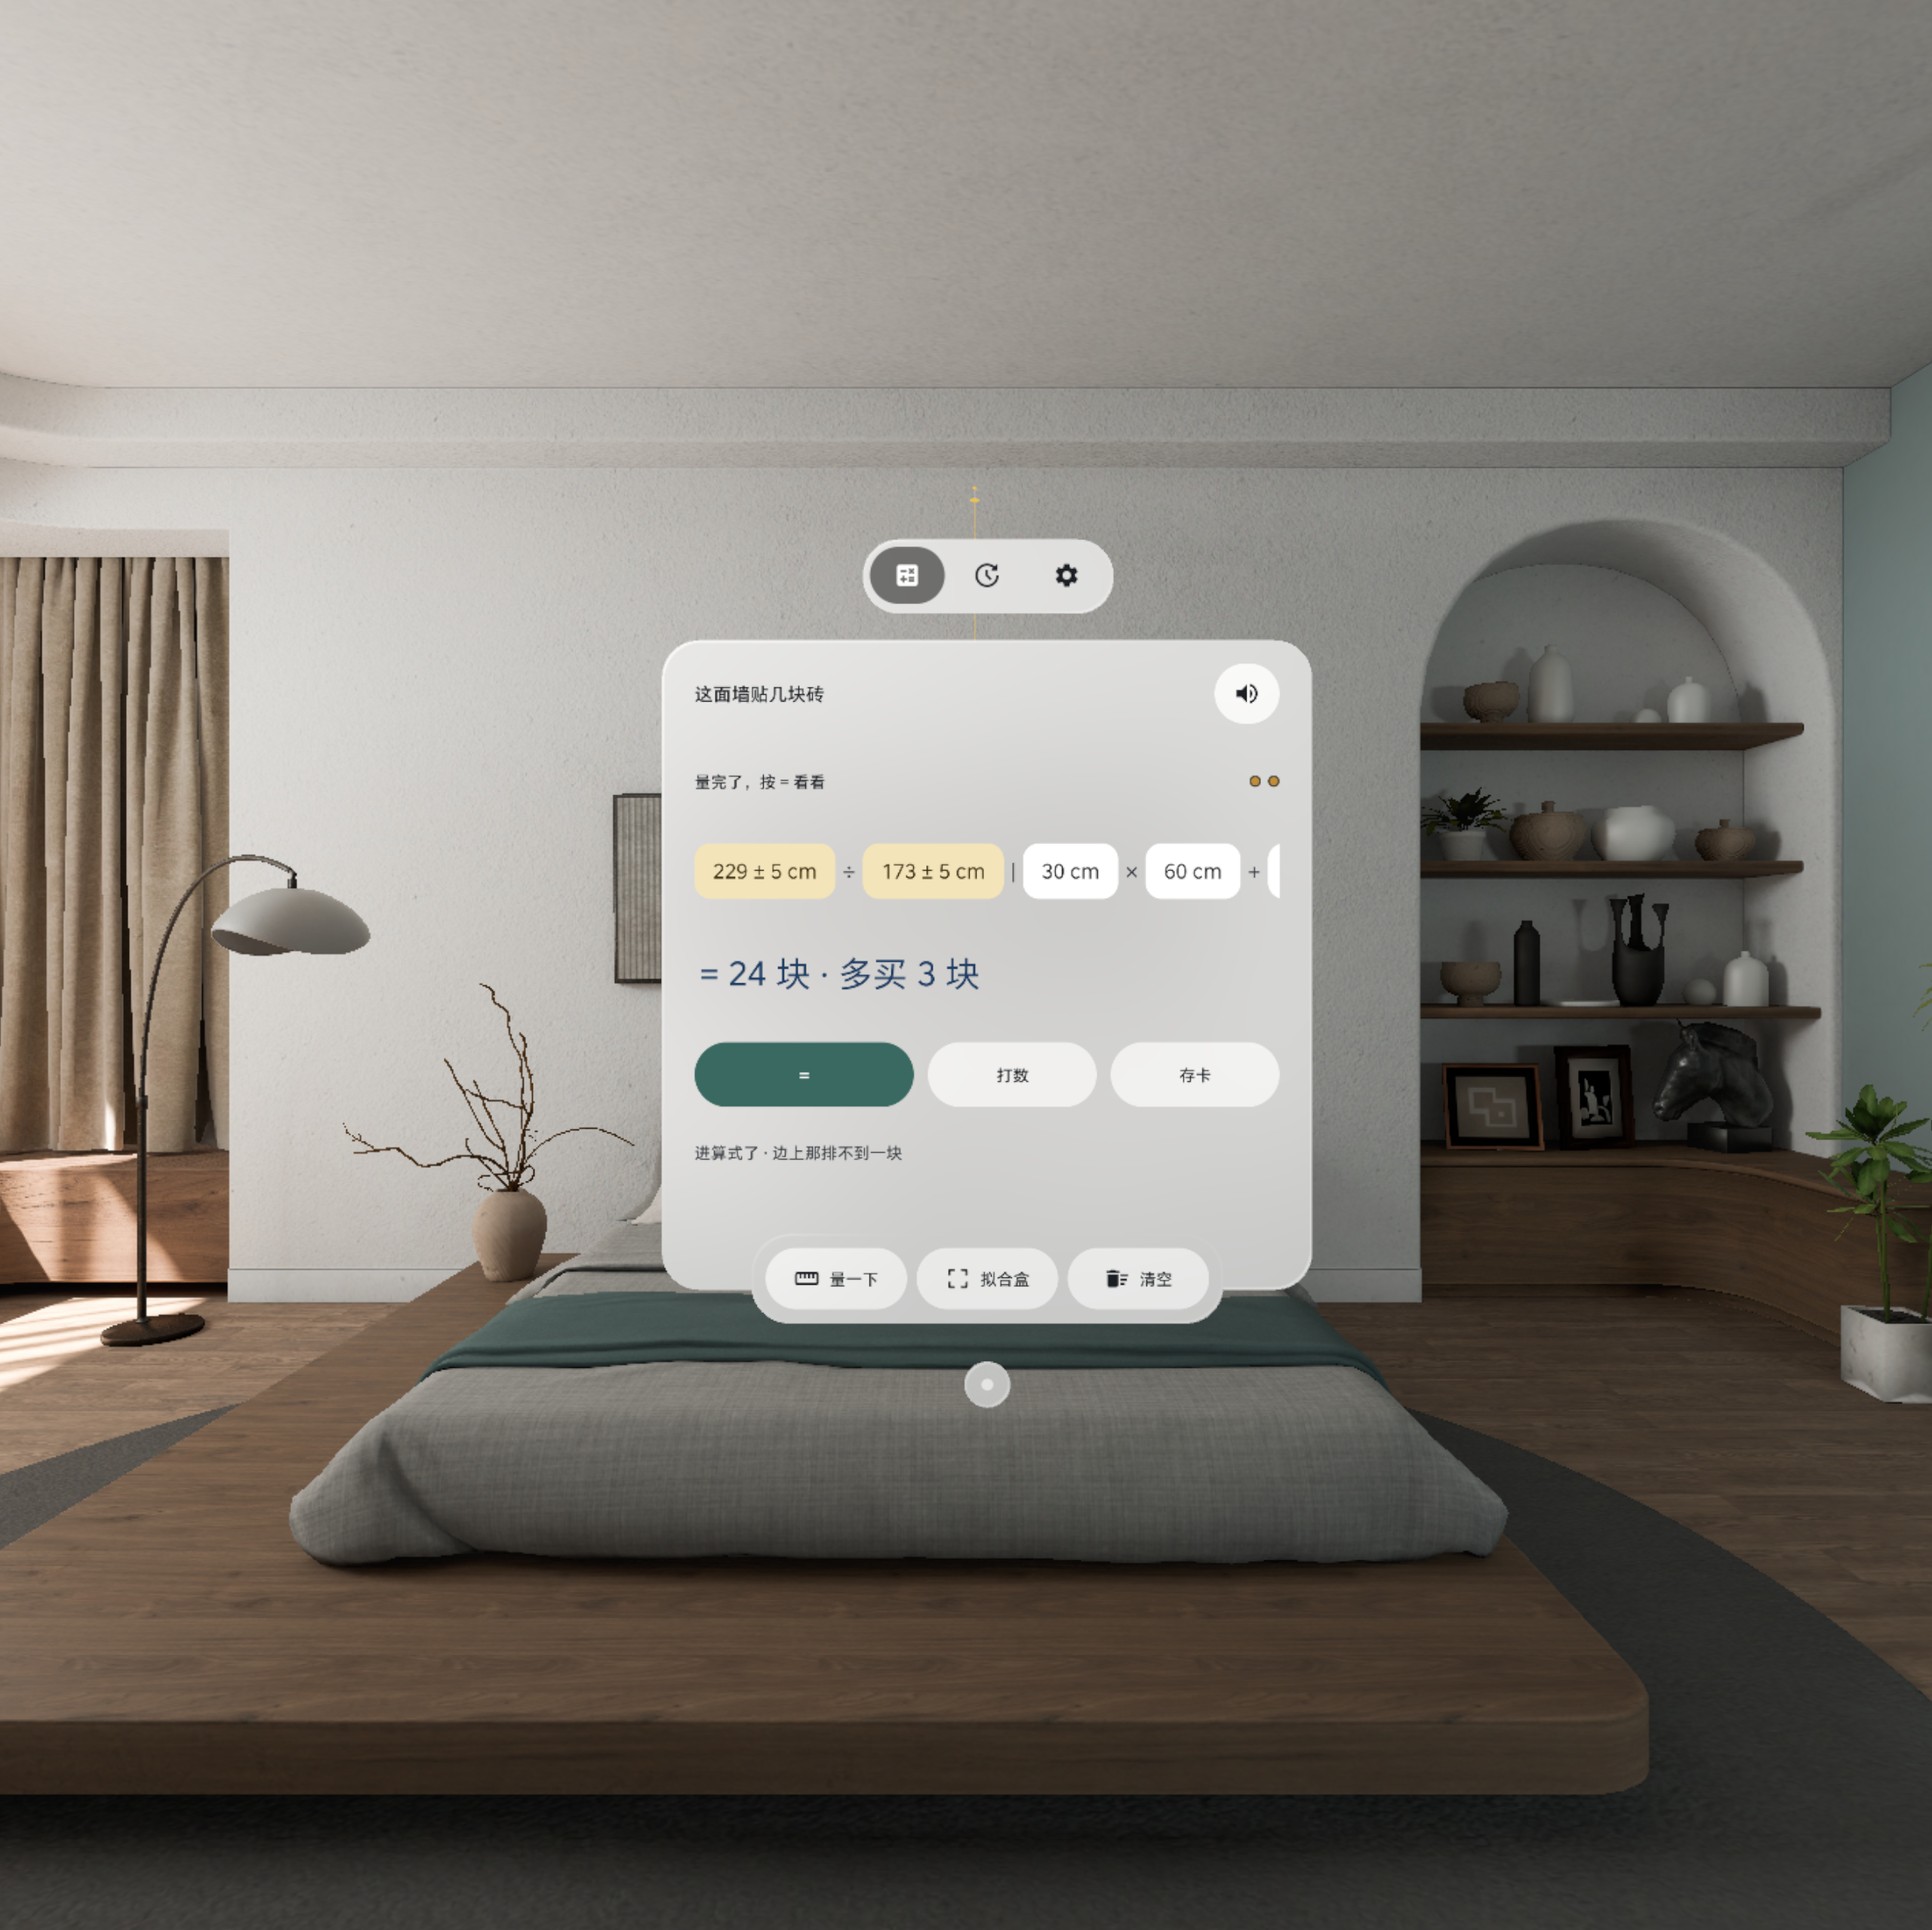 这面墙贴几块砖
量完了，按 = 看看
229 ± 5 cm ÷ 173 ± 5 cm | 30 cm × 60 cm +
= 24 块 · 多买 3 块
= 打数 存卡
进算式了 · 边上那排不到一块
量一下 拟合盒 清空